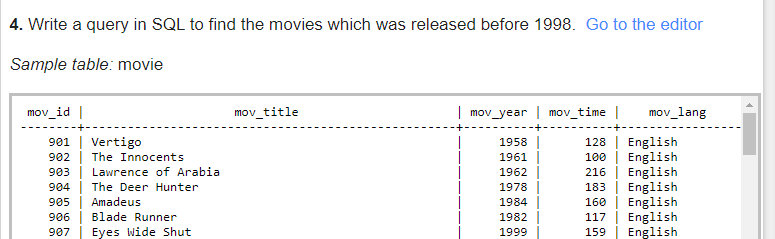 4. Write a query in SQL to find the movies which was released before 1998. Go to the editor
Sample table: movie
mov_id | mov_title | mov_year | mov_time | mov_lang
901 | Vertigo | 1958 | 128 | English
902 | The Innocents | 1961 | 100 | English
903 | Lawrence of Arabia | 1962 | 216 | English
904 | The Deer Hunter | 1978 | 183 | English
905 | Amadeus | 1984 | 160 | English
906 | Blade Runner | 1982 | 117 | English
907 | Eyes Wide Shut | 1999 | 159 | English